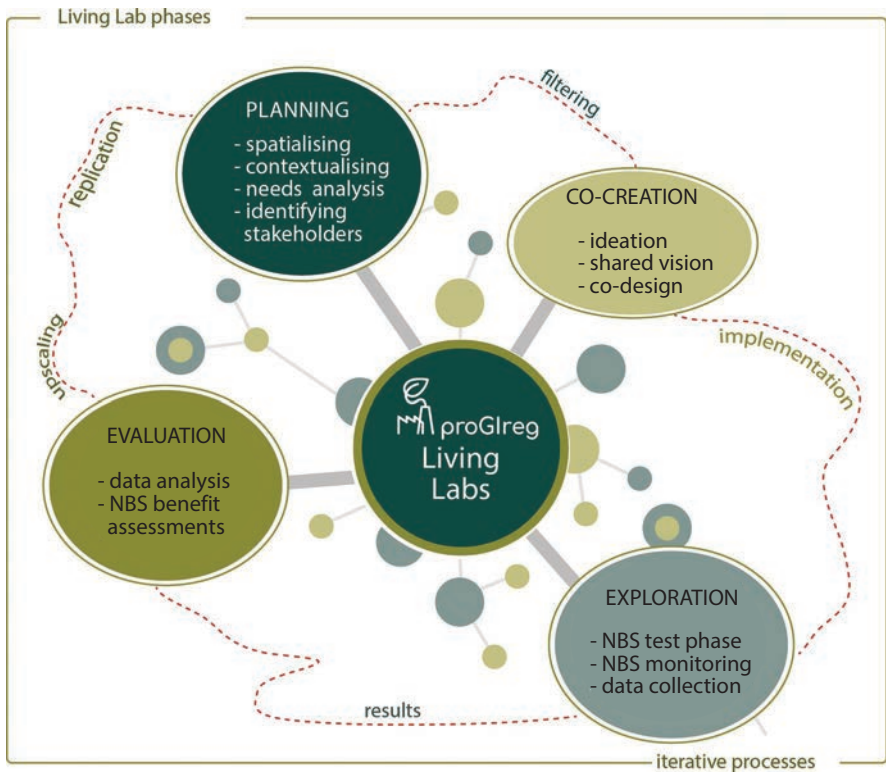 Living Lab phases
PLANNING
- spatialising
- contextualising
- needs analysis
- identifying
stakeholders
filtering
CO-CREATION
- ideation
- shared vision
- co-design
implementation
EXPLORATION
- NBS test phase
- NBS monitoring
- data collection
results
EVALUATION
- data analysis
- NBS benefit
assessments
upscaling
replication
proGIreg
Living
Labs
iterative processes